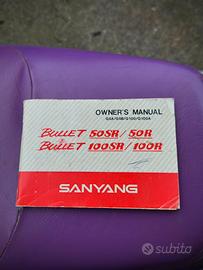 OWNER'S MANUAL
BULLET 50SR/50R
BULLET 100SR/100R
SANYANG
subito